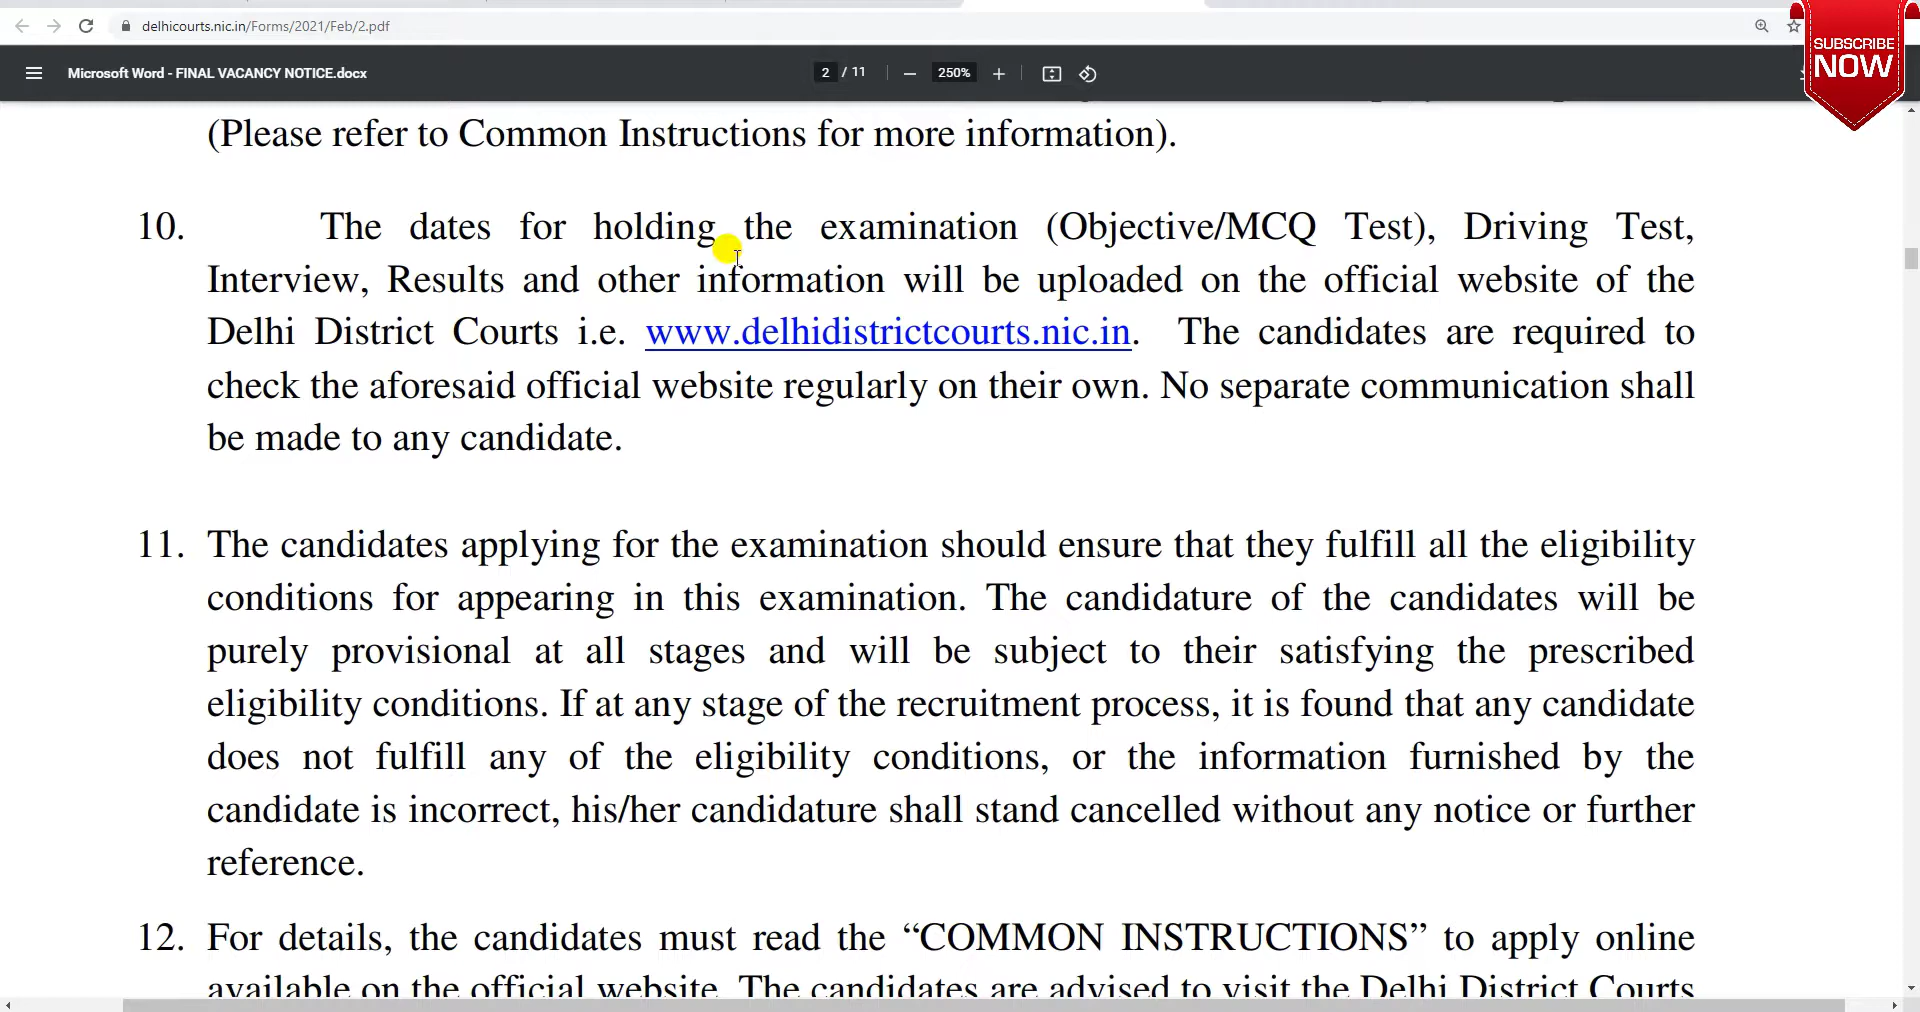 delhicourts.nic.in/Forms/2021/Feb/2.pdf
SUBSCRIBE
NOW
Microsoft Word - FINAL VACANCY NOTICE.docx
2 / 11
250%
(Please refer to Common Instructions for more information).
10. The dates for holding the examination (Objective/MCQ Test), Driving Test,
Interview, Results and other information will be uploaded on the official website of the
Delhi District Courts i.e. www.delhidistrictcourts.nic.in. The candidates are required to
check the aforesaid official website regularly on their own. No separate communication shall
be made to any candidate.
11. The candidates applying for the examination should ensure that they fulfill all the eligibility
conditions for appearing in this examination. The candidature of the candidates will be
purely provisional at all stages and will be subject to their satisfying the prescribed
eligibility conditions. If at any stage of the recruitment process, it is found that any candidate
does not fulfill any of the eligibility conditions, or the information furnished by the
candidate is incorrect, his/her candidature shall stand cancelled without any notice or further
reference.
12. For details, the candidates must read the “COMMON INSTRUCTIONS” to apply online
available on the official website. The candidates are advised to visit the Delhi District Courts